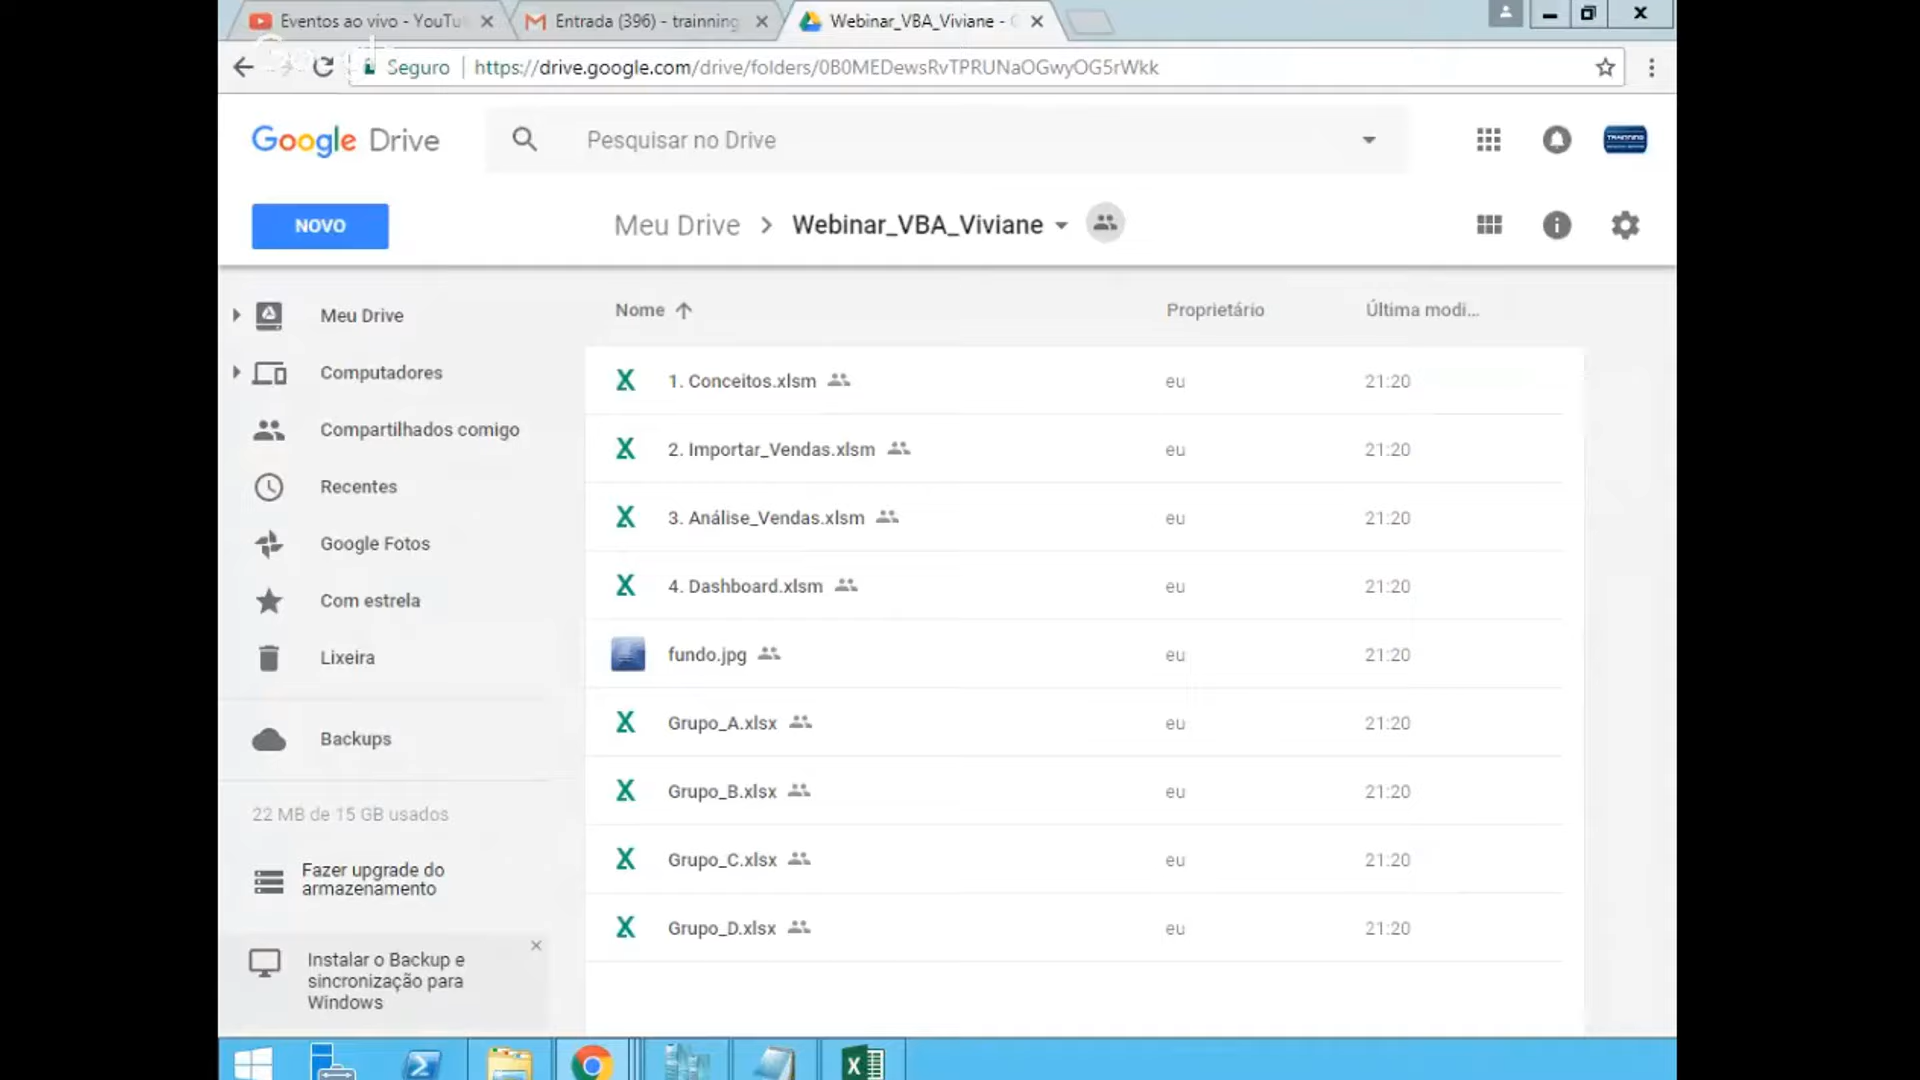 Eventos ao vivo - YouTu
Entrada (396) - trainning
Webinar_VBA_Viviane -
Google
Seguro
https://drive.google.com/drive/folders/0B0MEDewsRvTPRUNaOGwyOG5rWkk
Google Drive
Pesquisar no Drive
TRAINNING
NOVO
Meu Drive
Webinar_VBA_Viviane
Meu Drive
Computadores
Compartilhados comigo
Recentes
Google Fotos
Com estrela
Lixeira
Backups
22 MB de 15 GB usados
Fazer upgrade do
armazenamento
Instalar o Backup e
sincronização para
Windows
Nome
Proprietário
Última modi...
1. Conceitos.xlsm
eu
21:20
2. Importar_Vendas.xlsm
eu
21:20
3. Análise_Vendas.xlsm
eu
21:20
4. Dashboard.xlsm
eu
21:20
fundo.jpg
eu
21:20
Grupo_A.xlsx
eu
21:20
Grupo_B.xlsx
eu
21:20
Grupo_C.xlsx
eu
21:20
Grupo_D.xlsx
eu
21:20